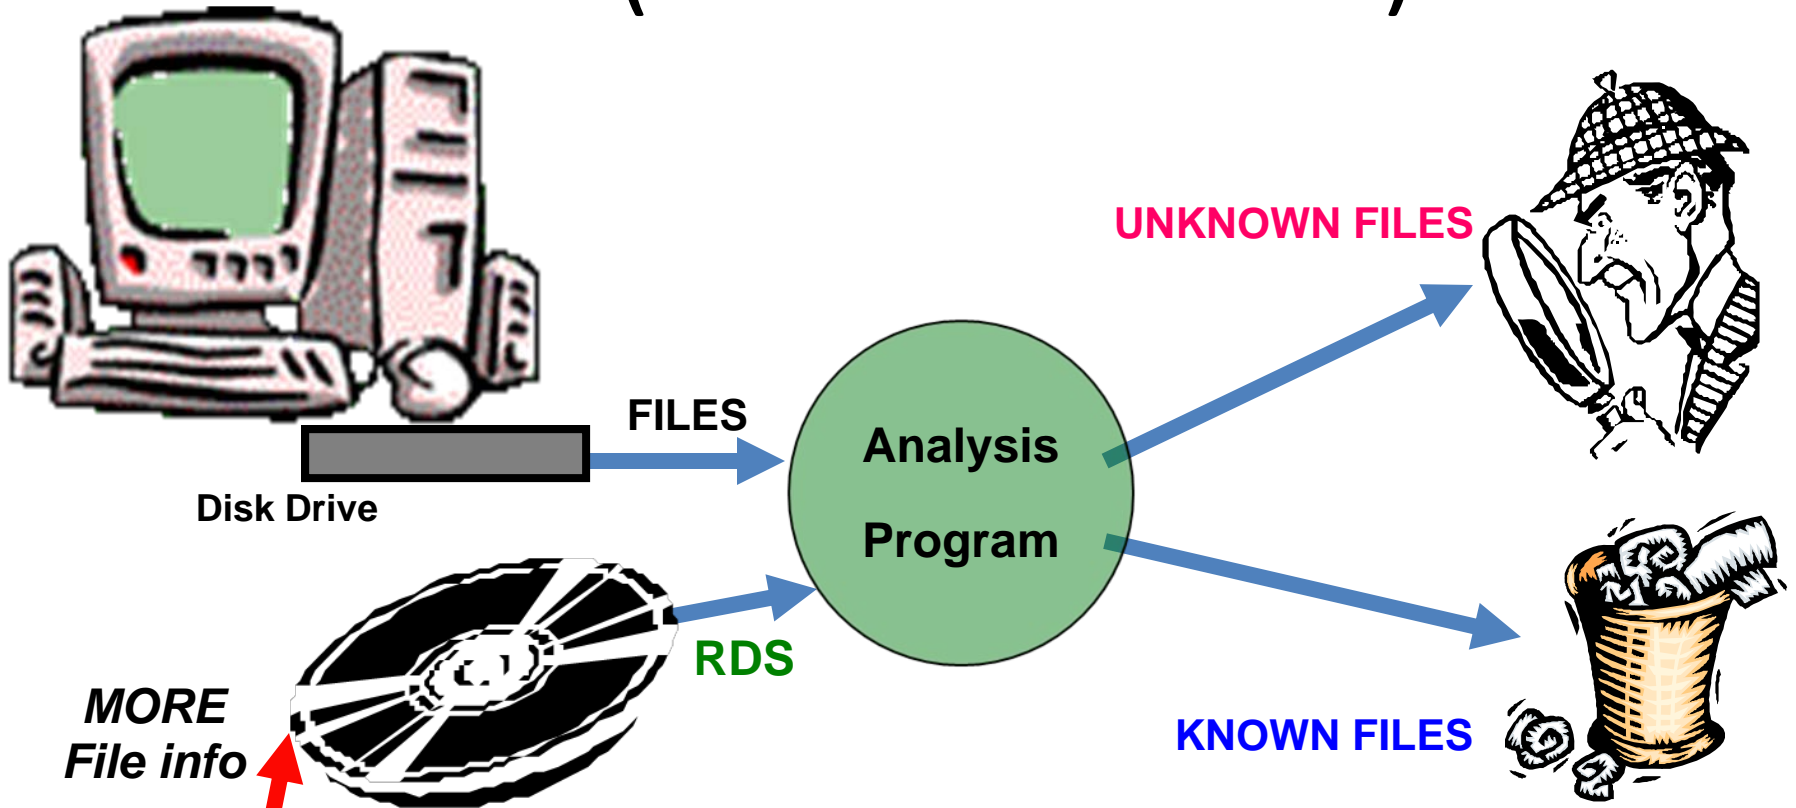 UNKNOWN FILES
FILES
Analysis
Program
Disk Drive
RDS
MORE
File info
KNOWN FILES